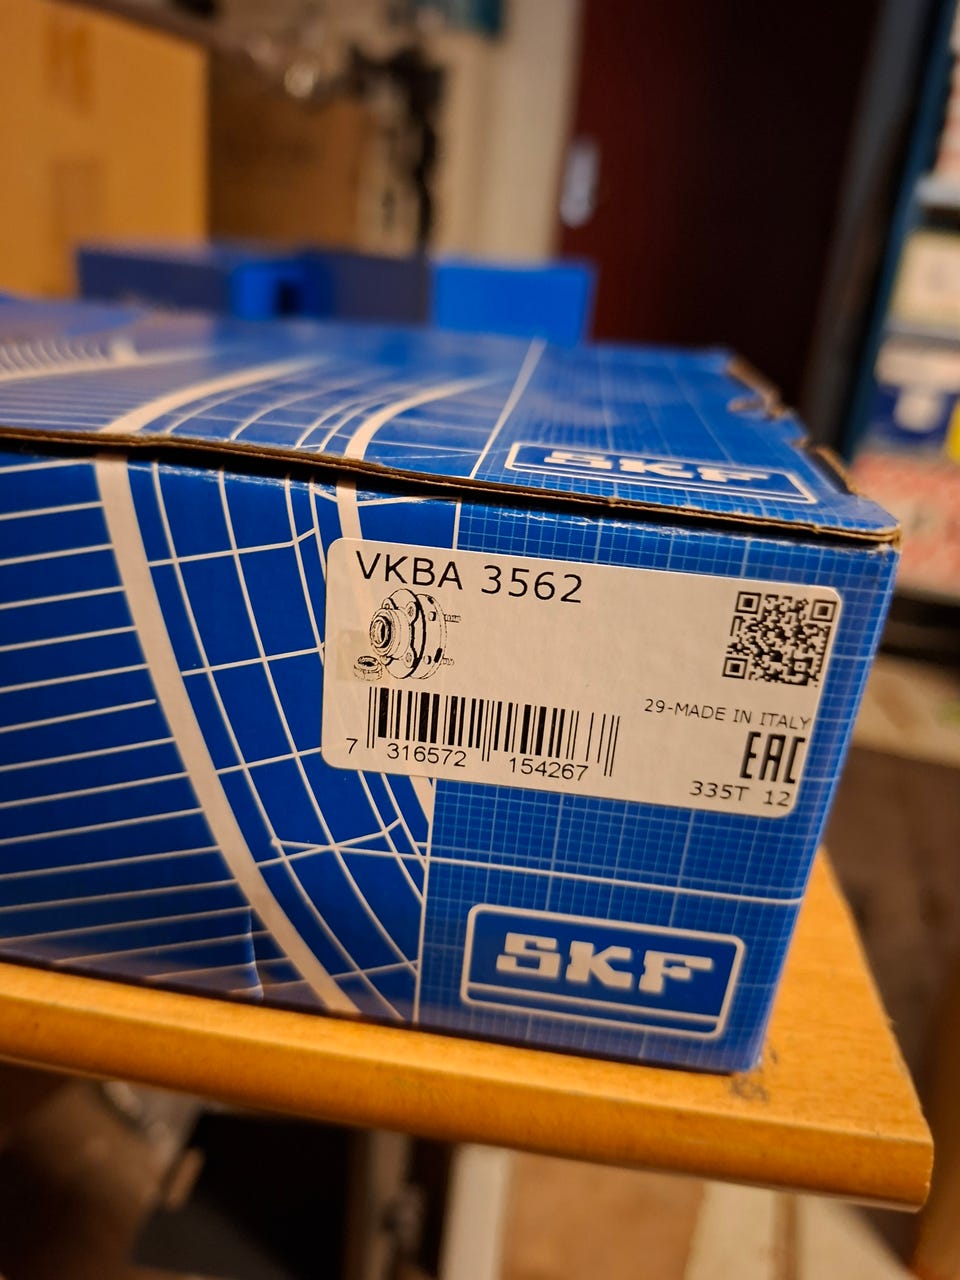 SKF
VKBA 3562
29-MADE IN ITALY
EAC
7 316572 154267
335T 12
SKF